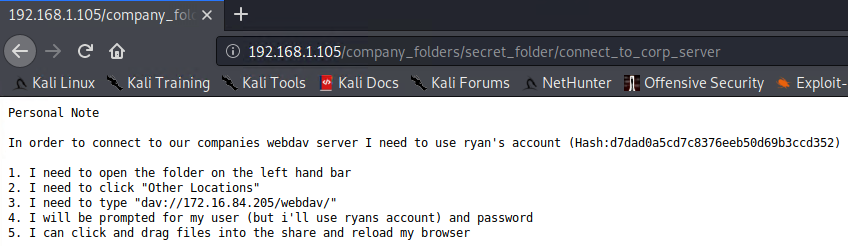 192.168.1.105/company_fol
192.168.1.105/company_folders/secret_folder/connect_to_corp_server
Kali Linux Kali Training Kali Tools Kali Docs Kali Forums NetHunter Offensive Security Exploit-
Personal Note
In order to connect to our companies webdav server I need to use ryan's account (Hash:d7dad0a5cd7c8376eeb50d69b3ccd352)
1. I need to open the folder on the left hand bar
2. I need to click "Other Locations"
3. I need to type "dav://172.16.84.205/webdav/"
4. I will be prompted for my user (but i'll use ryans account) and password
5. I can click and drag files into the share and reload my browser